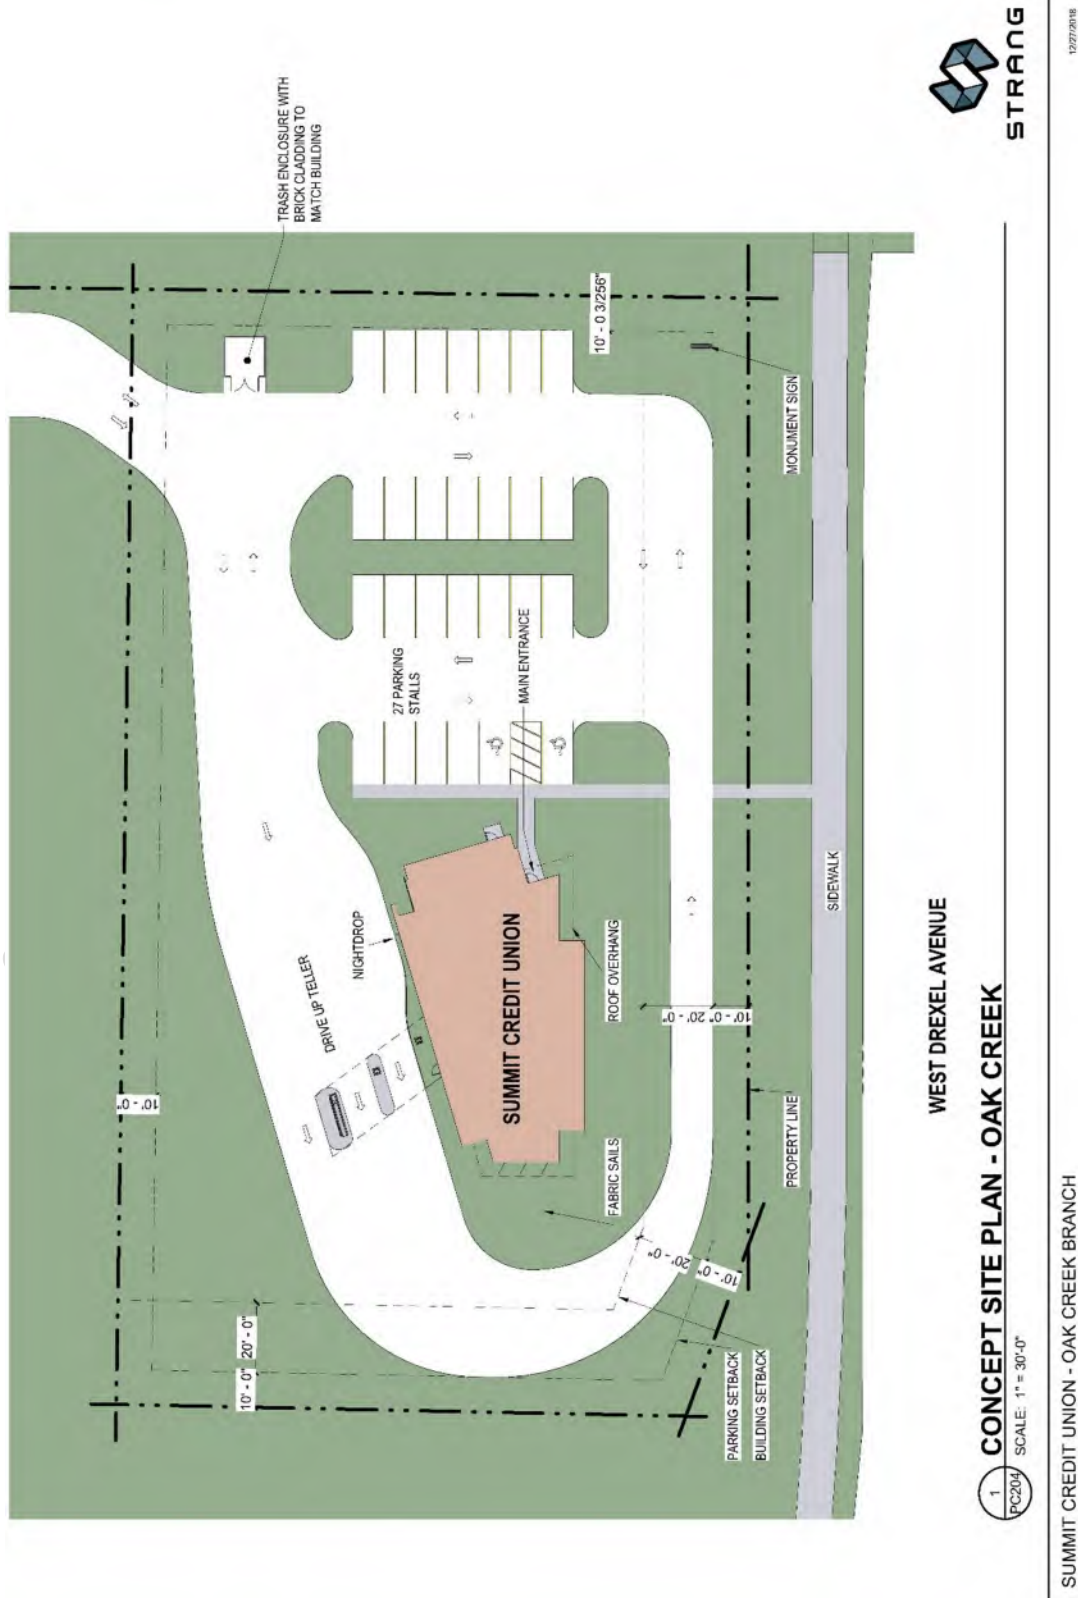 TRASH ENCLOSURE WITH
BRICK CLADDING TO
MATCH BUILDING
10' - 0"
DRIVE UP TELLER
NIGHTDROP
27 PARKING
STALLS
MAIN ENTRANCE
10' - 0 3/256"
SUMMIT CREDIT UNION
10' - 0"
20' - 0"
FABRIC SAILS
ROOF OVERHANG
20' - 0"
10' - 0"
20' - 0"
10' - 0"
MONUMENT SIGN
PARKING SETBACK
BUILDING SETBACK
PROPERTY LINE
SIDEWALK
WEST DREXEL AVENUE
1
PC204
CONCEPT SITE PLAN - OAK CREEK
SCALE: 1" = 30'-0"
STRANG
SUMMIT CREDIT UNION - OAK CREEK BRANCH
12/27/2018